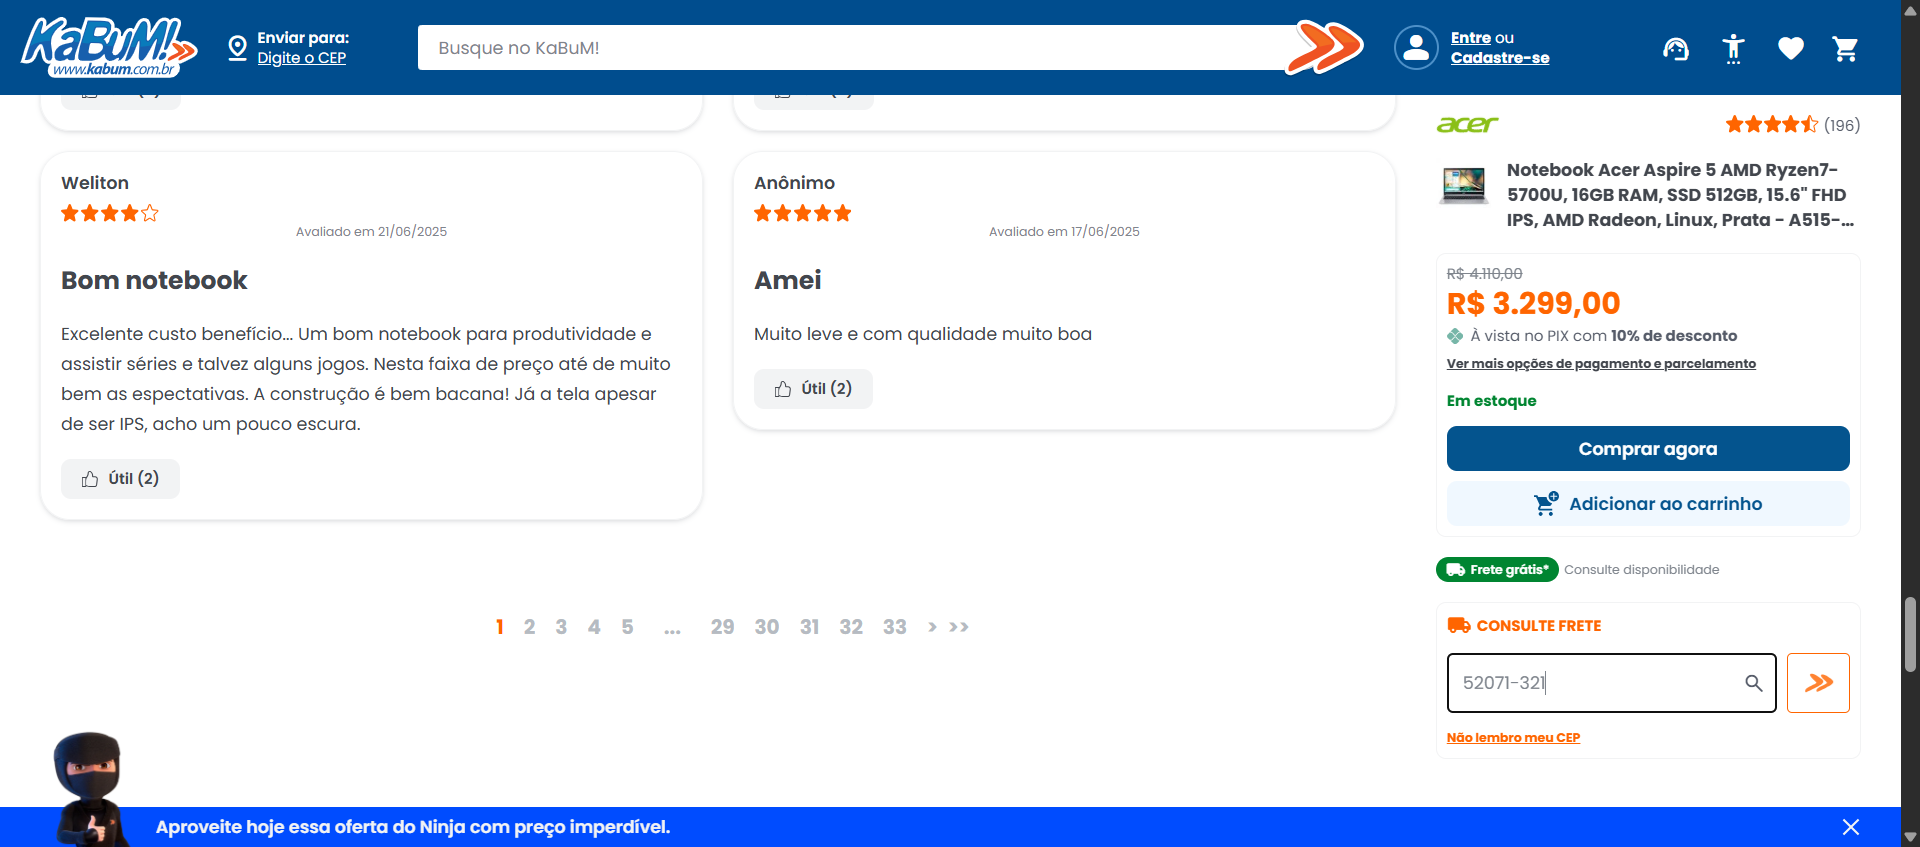 KaBuM!
www.kabum.com.br
Enviar para:
Digite o CEP
Busque no KaBuM!
Entre ou
Cadastre-se
Weliton
Avaliado em 21/06/2025
Bom notebook
Excelente custo benefício... Um bom notebook para produtividade e
assistir séries e talvez alguns jogos. Nesta faixa de preço até de muito
bem as espectativas. A construção é bem bacana! Já a tela apesar
de ser IPS, acho um pouco escura.
Útil (2)
Anônimo
Avaliado em 17/06/2025
Amei
Muito leve e com qualidade muito boa
Útil (2)
1 2 3 4 5 ... 29 30 31 32 33 > >>
acer
(196)
Notebook Acer Aspire 5 AMD Ryzen7-
5700U, 16GB RAM, SSD 512GB, 15.6" FHD
IPS, AMD Radeon, Linux, Prata - A515-...
R$ 4.110,00
R$ 3.299,00
À vista no PIX com 10% de desconto
Ver mais opções de pagamento e parcelamento
Em estoque
Comprar agora
Adicionar ao carrinho
Frete grátis* Consulte disponibilidade
CONSULTE FRETE
52071-321
Não lembro meu CEP
Aproveite hoje essa oferta do Ninja com preço imperdível.